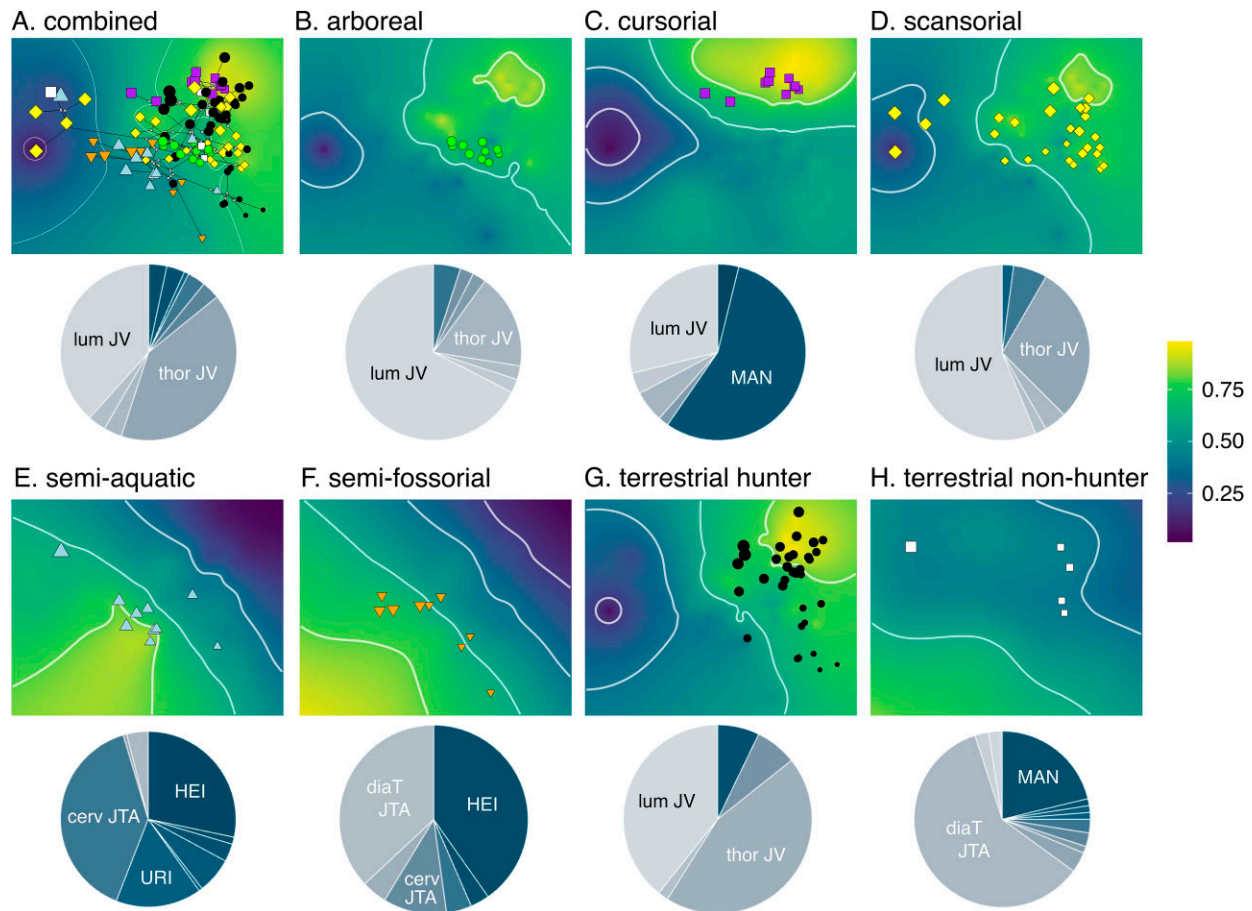 A. combined
B. arboreal
C. cursorial
D. scansorial
lum JV
thor JV
lum JV
thor JV
lum JV
MAN
lum JV
thor JV
0.75
0.50
0.25
E. semi-aquatic
F. semi-fossorial
G. terrestrial hunter
H. terrestrial non-hunter
HEI
cerv JTA
URI
diaT
JTA
HEI
cerv
JTA
lum JV
thor JV
MAN
diaT
JTA